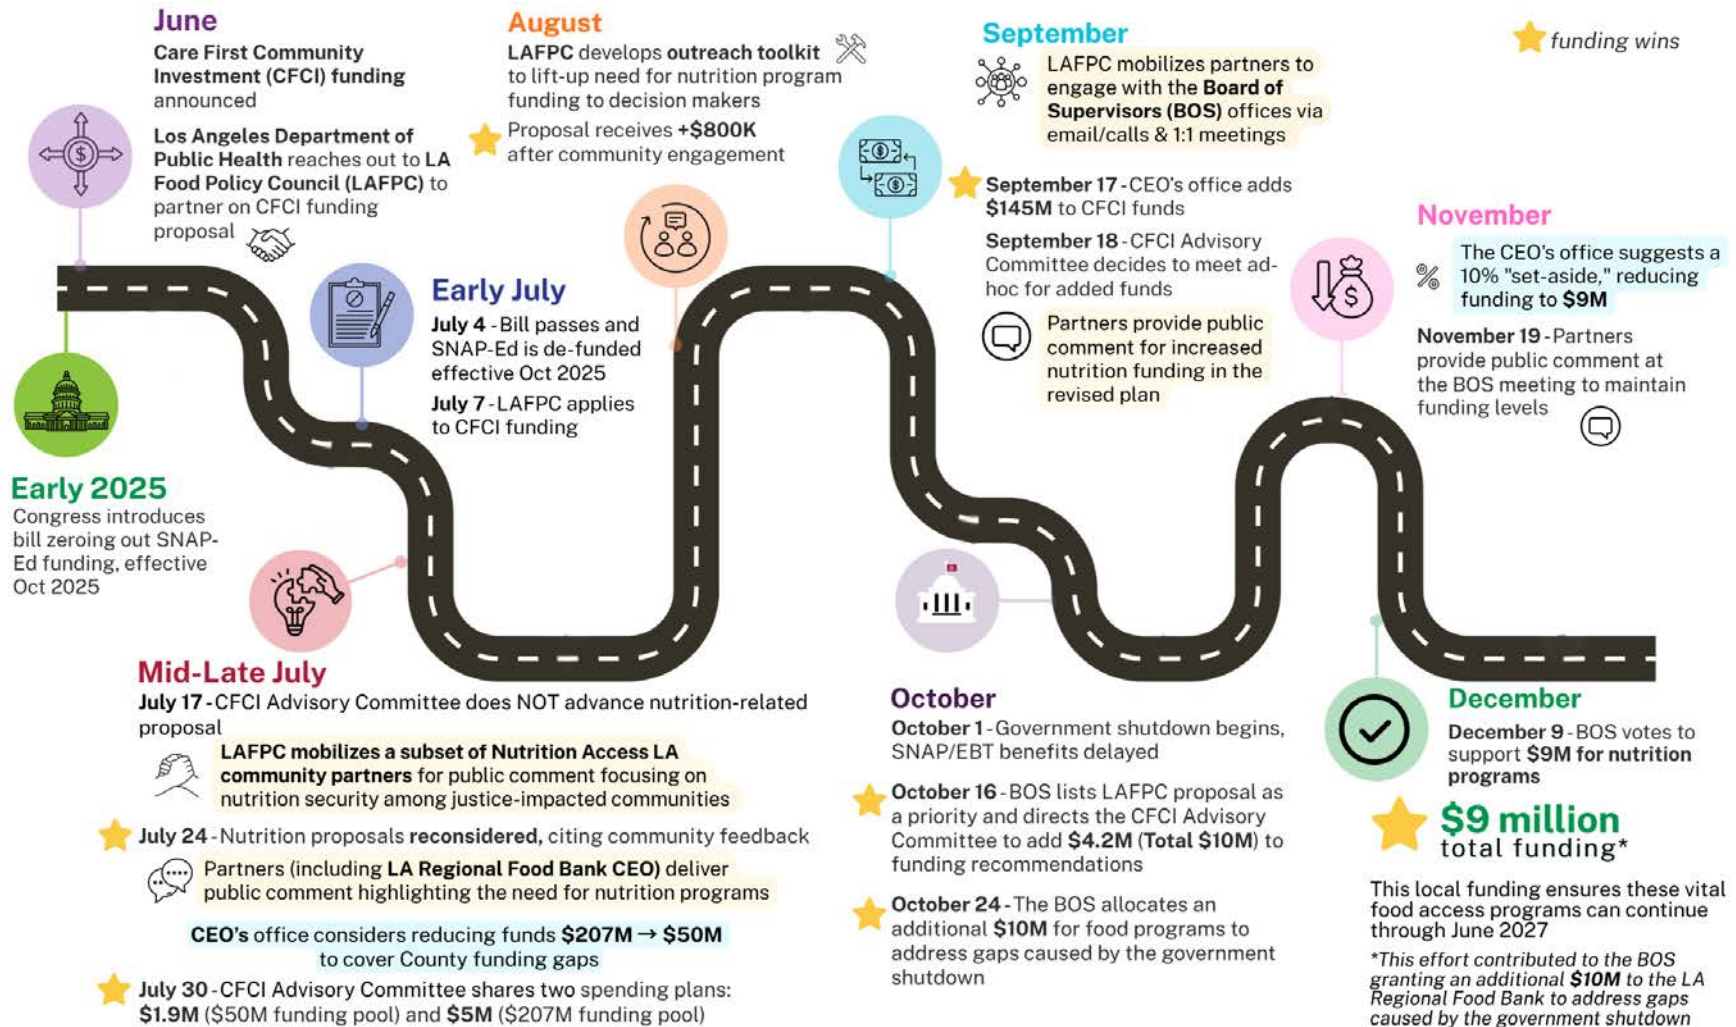 June
Care First Community
Investment (CFCI) funding
announced
Los Angeles Department of
Public Health reaches out to LA
Food Policy Council (LAFPC) to
partner on CFCI funding
proposal
August
LAFPC develops outreach toolkit
to lift-up need for nutrition program
funding to decision makers
Proposal receives +$800K
after community engagement
September
LAFPC mobilizes partners to
engage with the Board of
Supervisors (BOS) offices via
email/calls & 1:1 meetings
September 17 - CEO's office adds
$145M to CFCI funds
September 18 - CFCI Advisory
Committee decides to meet ad-
hoc for added funds
Partners provide public
comment for increased
nutrition funding in the
revised plan
funding wins
November
The CEO's office suggests a
10% "set-aside," reducing
funding to $9M
November 19 - Partners
provide public comment at
the BOS meeting to maintain
funding levels
Early July
July 4 - Bill passes and
SNAP-Ed is de-funded
effective Oct 2025
July 7 - LAFPC applies
to CFCI funding
Early 2025
Congress introduces
bill zeroing out SNAP-
Ed funding, effective
Oct 2025
Mid-Late July
July 17 - CFCI Advisory Committee does NOT advance nutrition-related
proposal
LAFPC mobilizes a subset of Nutrition Access LA
community partners for public comment focusing on
nutrition security among justice-impacted communities
July 24 - Nutrition proposals reconsidered, citing community feedback
Partners (including LA Regional Food Bank CEO) deliver
public comment highlighting the need for nutrition programs
CEO's office considers reducing funds $207M → $50M
to cover County funding gaps
July 30 - CFCI Advisory Committee shares two spending plans:
$1.9M ($50M funding pool) and $5M ($207M funding pool)
October
October 1 - Government shutdown begins,
SNAP/EBT benefits delayed
October 16 - BOS lists LAFPC proposal as
a priority and directs the CFCI Advisory
Committee to add $4.2M (Total $10M) to
funding recommendations
October 24 - The BOS allocates an
additional $10M for food programs to
address gaps caused by the government
shutdown
December
December 9 - BOS votes to
support $9M for nutrition
programs
$9 million
total funding*
This local funding ensures these vital
food access programs can continue
through June 2027
*This effort contributed to the BOS
granting an additional $10M to the LA
Regional Food Bank to address gaps
caused by the government shutdown